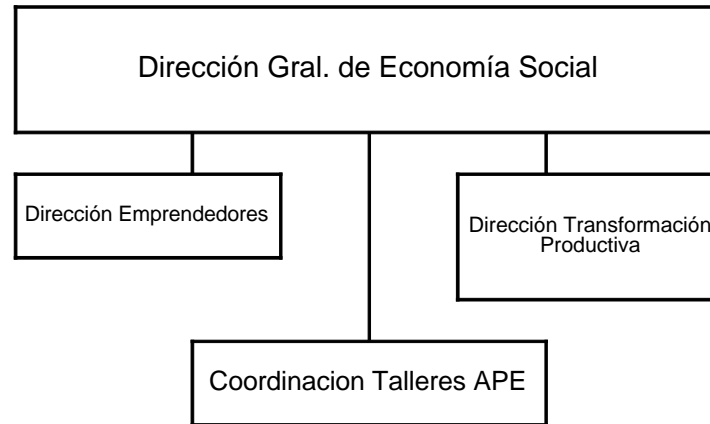 Dirección Gral. de Economía Social
Dirección Emprendedores
Dirección Transformación
Productiva
Coordinacion Talleres APE